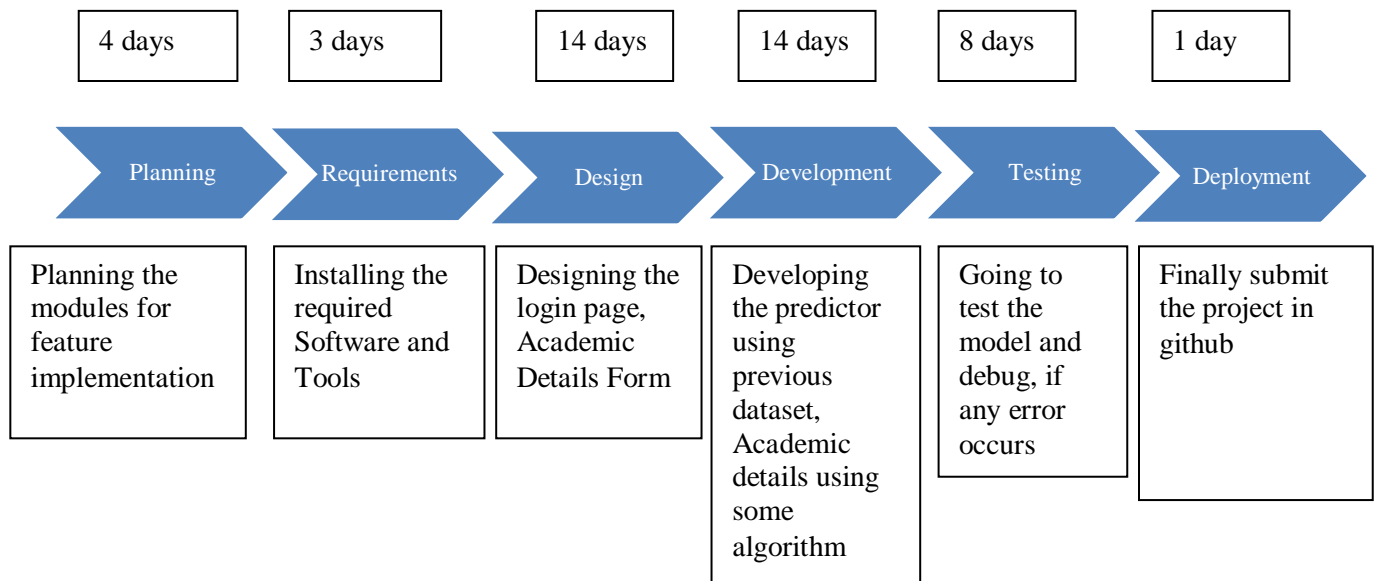 4 days
3 days
14 days
14 days
8 days
1 day
Planning
Requirements
Design
Development
Testing
Deployment
Planning the
modules for
feature
implementation
Installing the
required
Software and
Tools
Designing the
login page,
Academic
Details Form
Developing
the predictor
using
previous
dataset,
Academic
details using
some
algorithm
Going to
test the
model and
debug, if
any error
occurs
Finally submit
the project in
github